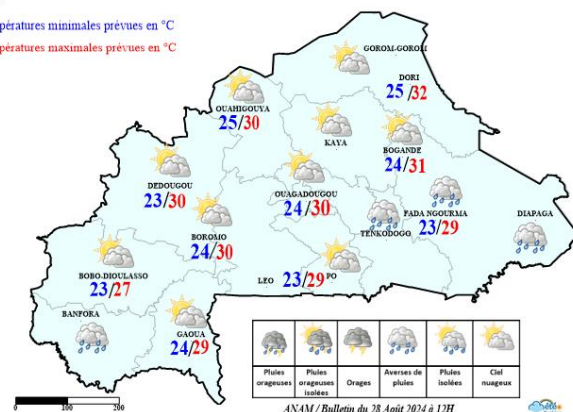 pératures minimales prévues en °C
pératures maximales prévues en °C
GOROM-GOROM
DORI
25/32
OUAHIGOUYA
25/30
KAYA
BOGANDE
24/31
DEDOUGOU
23/30
OUAGADOUGOU
24/30
FADA NGOURMA
23/29
DIAPAGA
TENKODOGO
BOROMO
24/30
BOBO-DIOULASSO
23/27
LEO
23/29
PO
BANFORA
GAOUA
24/29
Pluies orageuses
Pluies orageuses isolées
Orages
Averses de pluies
Pluies isolées
Ciel nuageux
0 100 200
ANAM / Bulletin du 28 Août 2024 à 12H